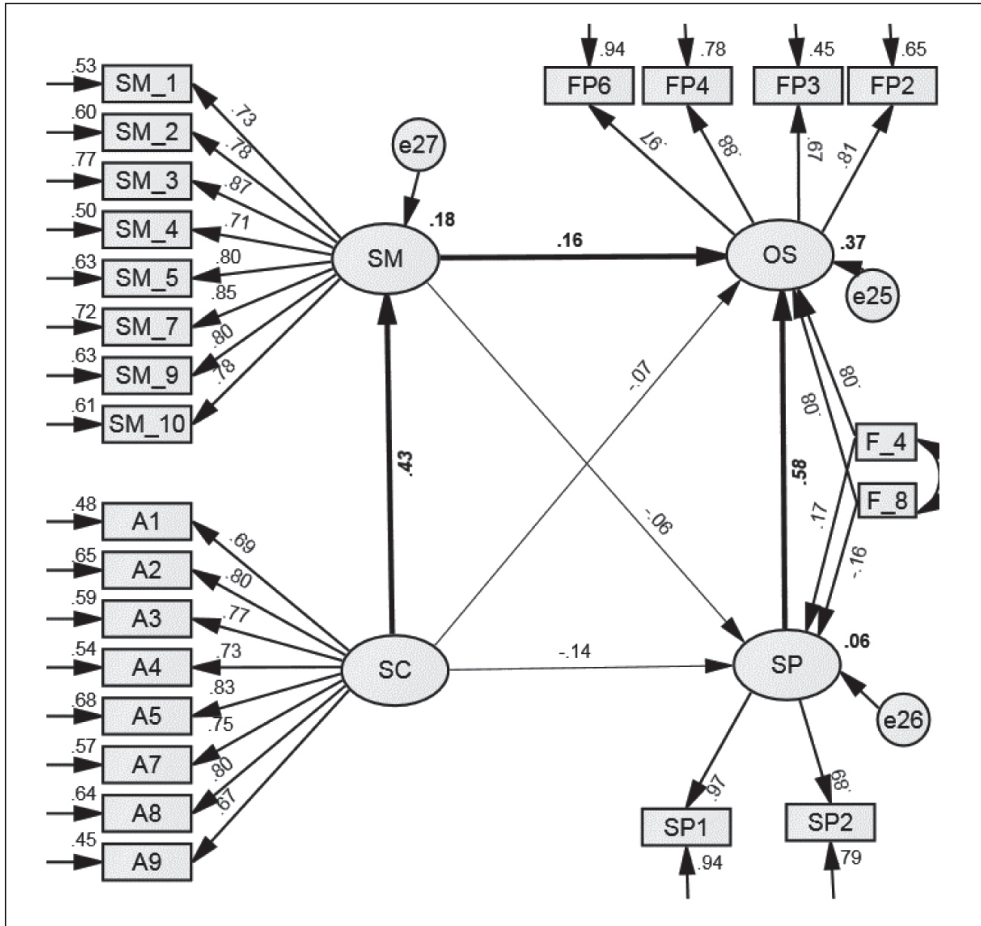 .94
.78
.45
.65
FP6
FP4
FP3
FP2
.97
.88
.67
.81
.53
SM_1
.60
SM_2
.77
SM_3
.50
SM_4
.63
SM_5
.72
SM_7
.63
SM_9
.61
SM_10
.73
.78
.87
.71
.80
.85
.80
.78
e27
SM
.18
.16
OS
.37
e25
-.07
.08
.08
.43
-.06
.58
F_4
F_8
.17
-.16
.48
A1
.65
A2
.59
A3
.54
A4
.68
A5
.57
A7
.64
A8
.45
A9
.69
.80
.77
.73
.83
.75
.80
.67
SC
-.14
SP
.06
e26
.97
.89
SP1
SP2
.94
.79